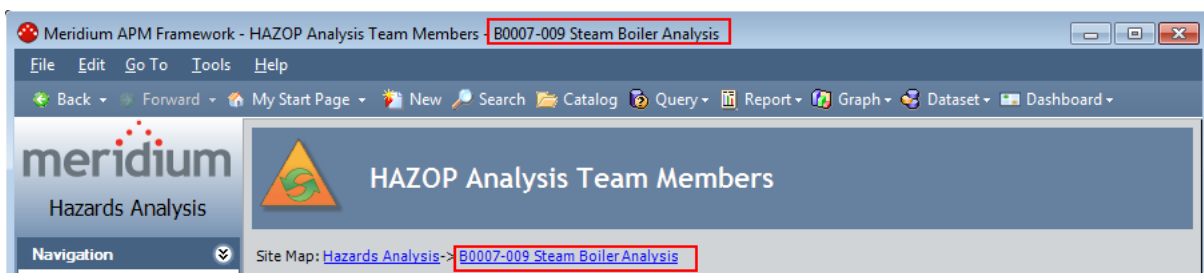 Meridium APM Framework - HAZOP Analysis Team Members - B0007-009 Steam Boiler Analysis
File Edit Go To Tools Help
Back Forward My Start Page New Search Catalog Query Report Graph Dataset Dashboard
meridium
HAZOP Analysis Team Members
Hazards Analysis
Navigation
Site Map: Hazards Analysis-> B0007-009 Steam Boiler Analysis